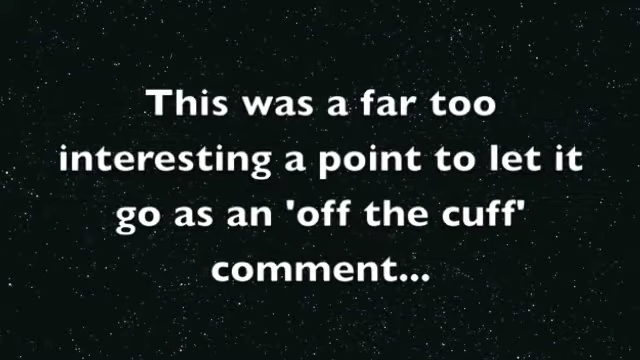 This was a far too
interesting a point to let it
go as an 'off the cuff'
comment...